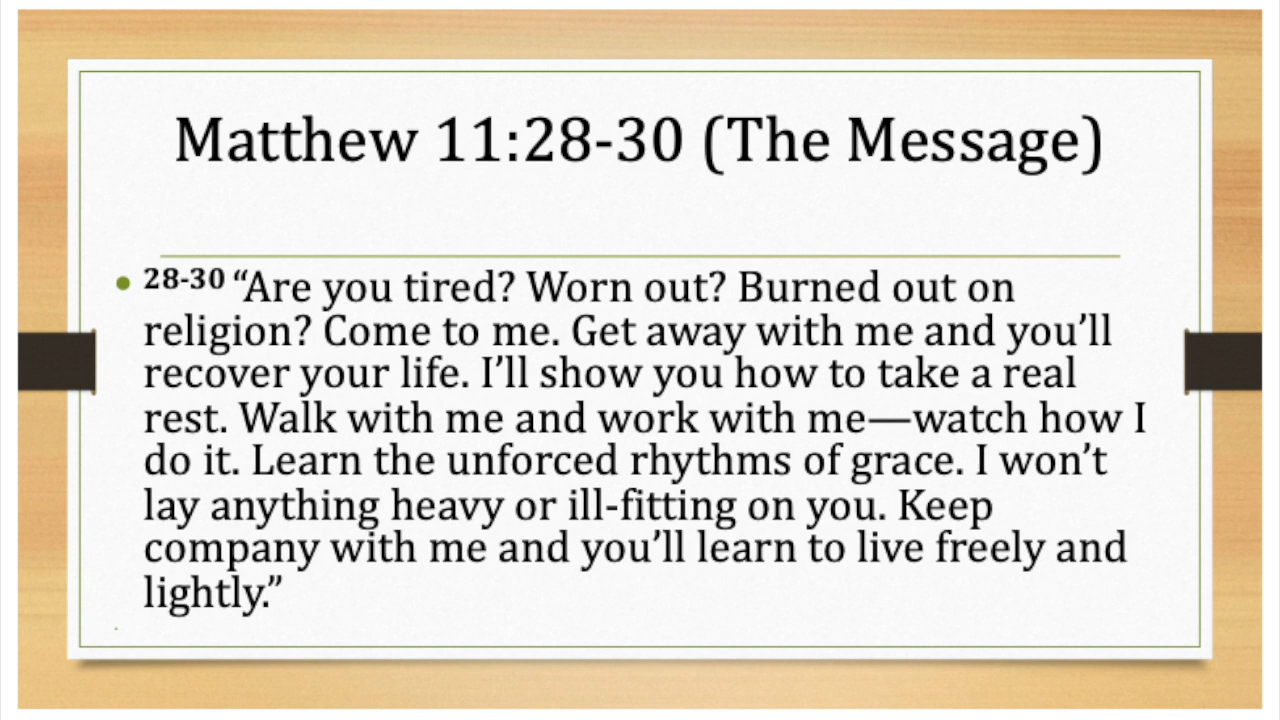 Matthew 11:28-30 (The Message)
28-30 “Are you tired? Worn out? Burned out on
religion? Come to me. Get away with me and you’ll
recover your life. I’ll show you how to take a real
rest. Walk with me and work with me—watch how I
do it. Learn the unforced rhythms of grace. I won’t
lay anything heavy or ill-fitting on you. Keep
company with me and you’ll learn to live freely and
lightly.”